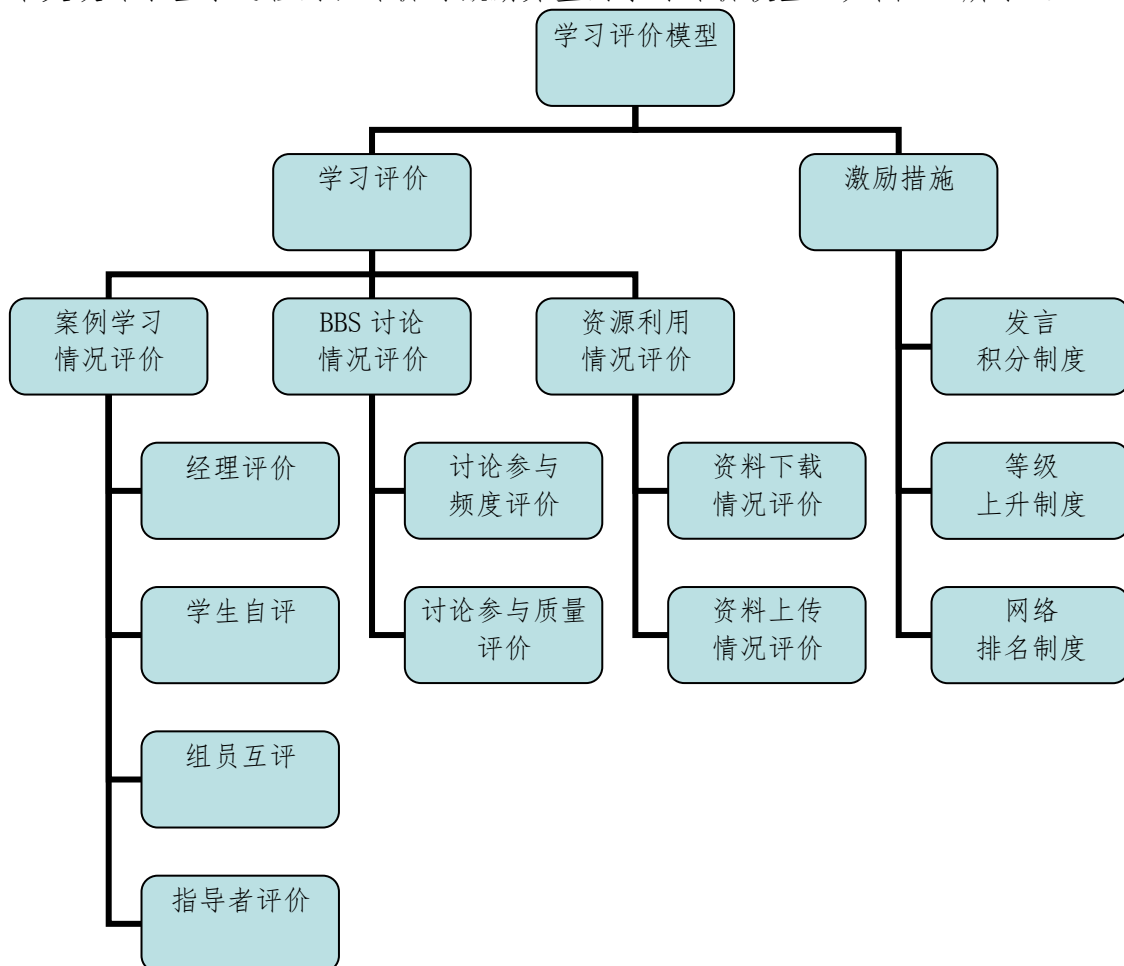 学习评价模型
学习评价
激励措施
案例学习
情况评价
BBS 讨论
情况评价
资源利用
情况评价
发言
积分制度
经理评价
讨论参与
频度评价
资料下载
情况评价
等级
上升制度
学生自评
讨论参与质量
评价
资料上传
情况评价
网络
排名制度
组员互评
指导者评价